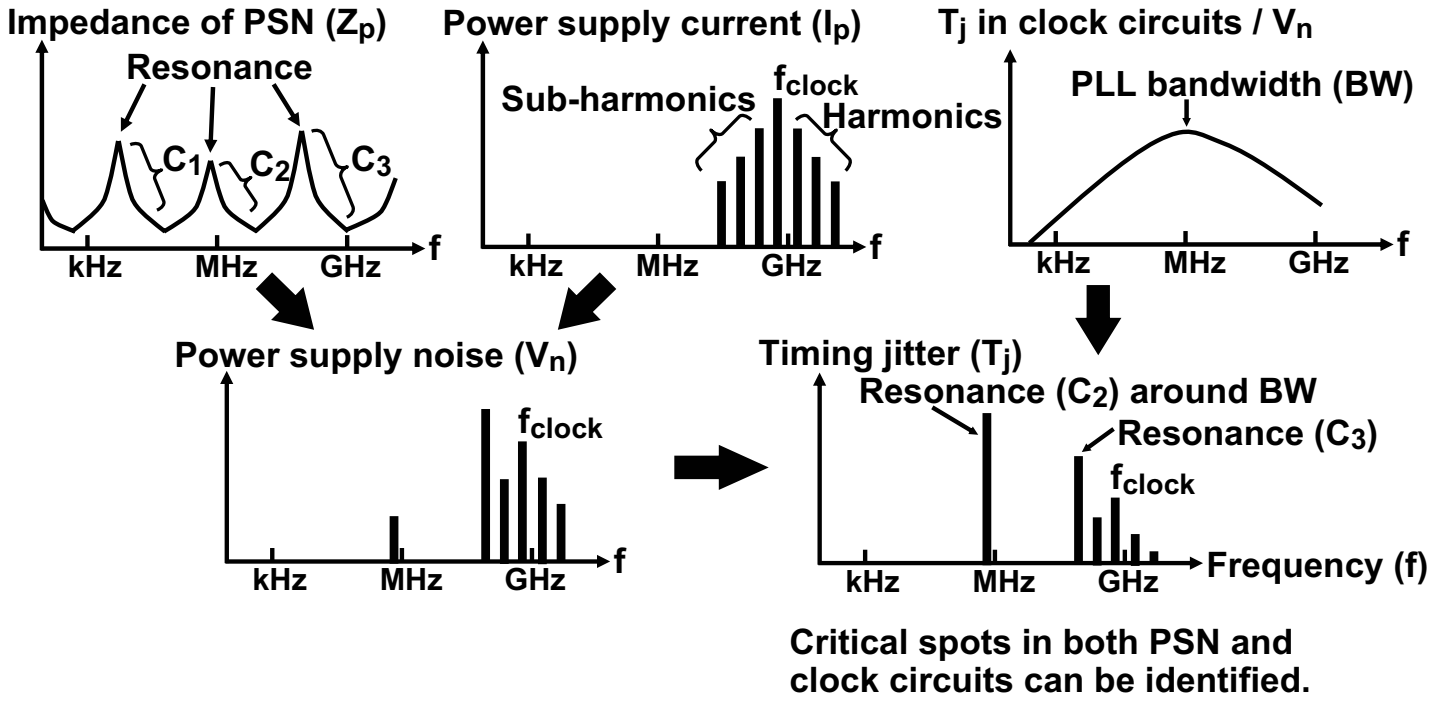 Impedance of PSN (Zp)
Resonance
C1
C2
C3
kHz
MHz
GHz
f
Power supply current (Ip)
fclock
Sub-harmonics
Harmonics
kHz
MHz
GHz
f
Tj in clock circuits / Vn
PLL bandwidth (BW)
kHz
MHz
GHz
f
Power supply noise (Vn)
fclock
kHz
MHz
GHz
f
Timing jitter (Tj)
Resonance (C2) around BW
Resonance (C3)
fclock
kHz
MHz
GHz
Frequency (f)
Critical spots in both PSN and
clock circuits can be identified.